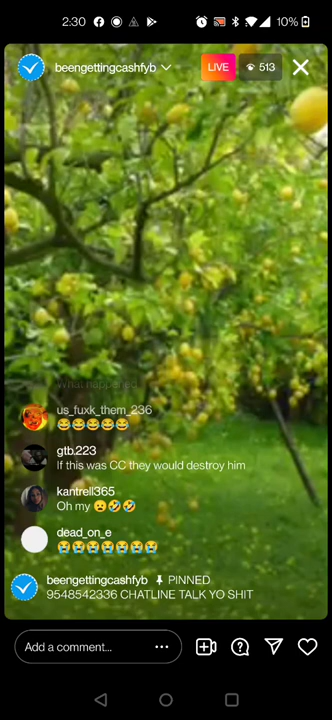 2:30
10%
beengettingcashfyb
LIVE
513
What happened
us_fuxk_them_236
😂😂😂😂😂
gtb.223
If this was CC they would destroy him
kantrell365
Oh my 😦🤣🤣
dead_on_e
😭😭😭😭😭😭😭
beengettingcashfyb PINNED
9548542336 CHATLINE TALK YO SHIT
Add a comment...